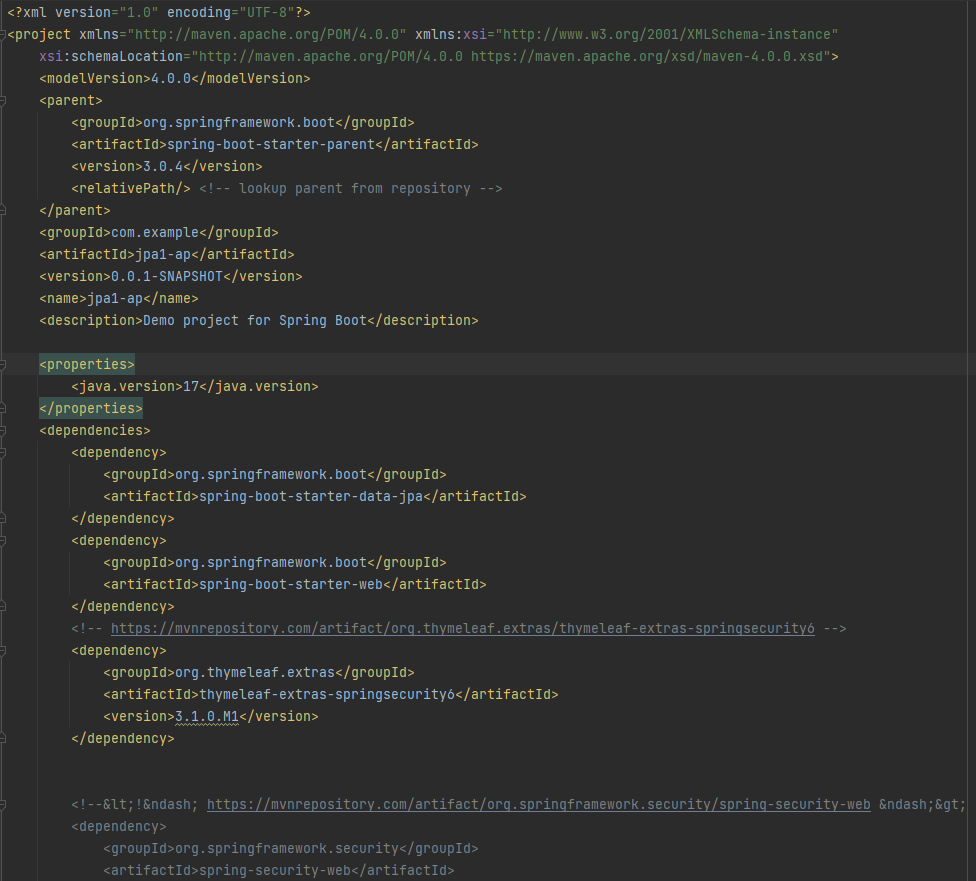 <?xml version="1.0" encoding="UTF-8"?>
<project xmlns="http://maven.apache.org/POM/4.0.0" xmlns:xsi="http://www.w3.org/2001/XMLSchema-instance"
    xsi:schemaLocation="http://maven.apache.org/POM/4.0.0 https://maven.apache.org/xsd/maven-4.0.0.xsd">
    <modelVersion>4.0.0</modelVersion>
    <parent>
        <groupId>org.springframework.boot</groupId>
        <artifactId>spring-boot-starter-parent</artifactId>
        <version>3.0.4</version>
        <relativePath/> <!-- lookup parent from repository -->
    </parent>
    <groupId>com.example</groupId>
    <artifactId>jpa1-ap</artifactId>
    <version>0.0.1-SNAPSHOT</version>
    <name>jpa1-ap</name>
    <description>Demo project for Spring Boot</description>
    <properties>
        <java.version>17</java.version>
    </properties>
    <dependencies>
        <dependency>
            <groupId>org.springframework.boot</groupId>
            <artifactId>spring-boot-starter-data-jpa</artifactId>
        </dependency>
        <dependency>
            <groupId>org.springframework.boot</groupId>
            <artifactId>spring-boot-starter-web</artifactId>
        </dependency>
        <!-- https://mvnrepository.com/artifact/org.thymeleaf.extras/thymeleaf-extras-springsecurity6 -->
        <dependency>
            <groupId>org.thymeleaf.extras</groupId>
            <artifactId>thymeleaf-extras-springsecurity6</artifactId>
            <version>3.1.0.M1</version>
        </dependency>
        <!--&lt;!&ndash; https://mvnrepository.com/artifact/org.springframework.security/spring-security-web &ndash;&gt;
        <dependency>
            <groupId>org.springframework.security</groupId>
            <artifactId>spring-security-web</artifactId>